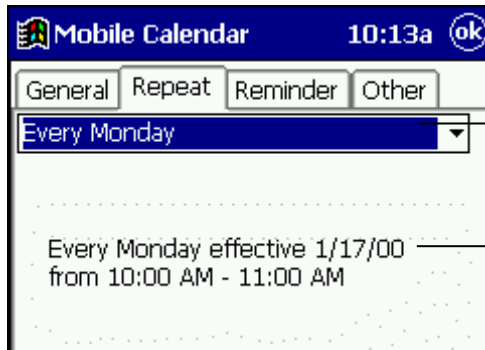 Mobile Calendar 10:13a ok
General Repeat Reminder Other
Every Monday
Every Monday effective 1/17/00
from 10:00 AM - 11:00 AM